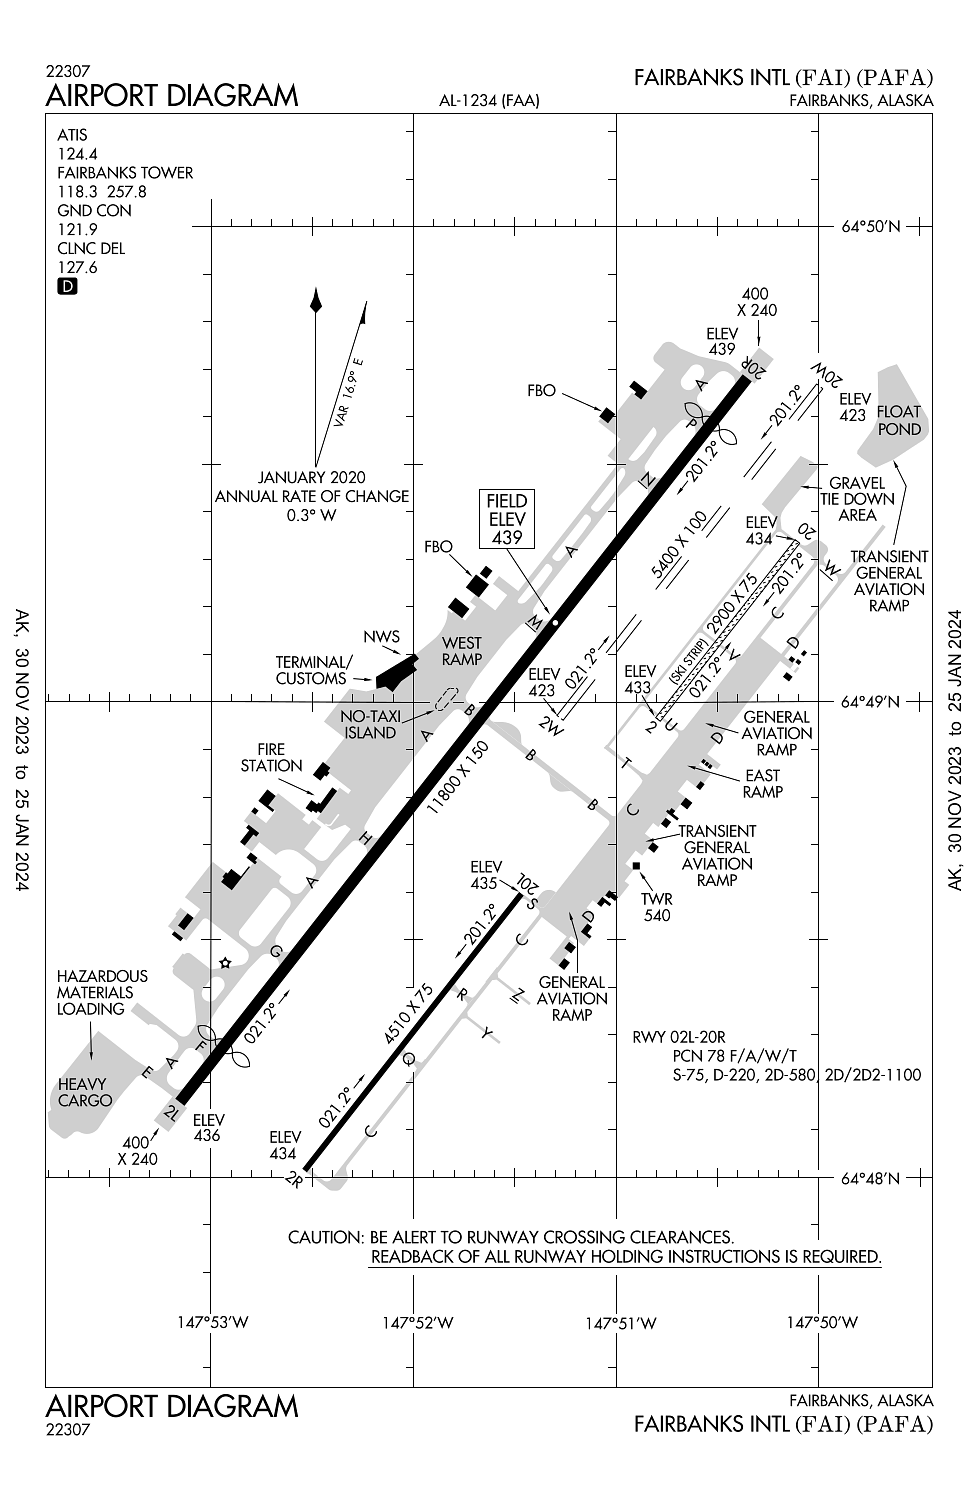 22307
AIRPORT DIAGRAM
AL-1234 (FAA)
FAIRBANKS INTL (FAI) (PAFA)
FAIRBANKS, ALASKA
ATIS
124.4
FAIRBANKS TOWER
118.3 257.8
GND CON
121.9
CLNC DEL
127.6
D
64°50'N
VAR 16.9° E
JANUARY 2020
ANNUAL RATE OF CHANGE
0.3° W
400
X 240
ELEV
439
20R
20W
ELEV
423
FLOAT
POND
FBO
A
P
201.2°
201.2°
N
GRAVEL
TIE DOWN
AREA
FIELD
ELEV
439
ELEV
434
20
TRANSIENT
GENERAL
AVIATION
RAMP
FBO
A
5400 X 100
201.2°
W
C
2900 X 75
(SKI STRIP)
021.2°
V
D
M
NWS
WEST
RAMP
TERMINAL/
CUSTOMS
ELEV
423
021.2°
2W
ELEV
433
2
U
64°49'N
NO-TAXI
ISLAND
B
A
GENERAL
AVIATION
RAMP
D
FIRE
STATION
11800 X 150
B
T
EAST
RAMP
B
C
TRANSIENT
GENERAL
AVIATION
RAMP
H
A
ELEV
435
20L
S
TWR
540
201.2°
C
D
G
HAZARDOUS
MATERIALS
LOADING
GENERAL
AVIATION
RAMP
R
Z
4510 X 75
021.2°
Y
F
A
E
Q
RWY 02L-20R
PCN 78 F/A/W/T
S-75, D-220, 2D-580, 2D/2D2-1100
HEAVY
CARGO
2L
ELEV
436
400
X 240
021.2°
C
ELEV
434
2R
64°48'N
CAUTION: BE ALERT TO RUNWAY CROSSING CLEARANCES.
READBACK OF ALL RUNWAY HOLDING INSTRUCTIONS IS REQUIRED.
147°53'W
147°52'W
147°51'W
147°50'W
AIRPORT DIAGRAM
22307
FAIRBANKS, ALASKA
FAIRBANKS INTL (FAI) (PAFA)
AK, 30 NOV 2023 to 25 JAN 2024
AK, 30 NOV 2023 to 25 JAN 2024